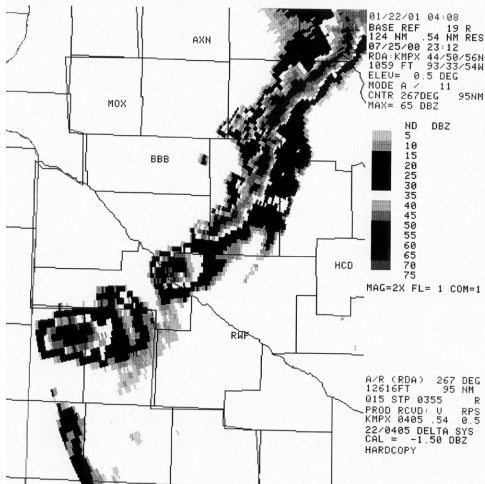 01/22/01 04:08
BASE REF 19 R
124 NM .54 NM RES
07/25/00 23:12
RDA:KMPX 44/50/56N
1059 FT 93/33/54W
ELEV= 0.5 DEG
MODE A / 11
CNTR 267DEG 95NM
MAX= 65 DBZ
ND DBZ
5
10
15
20
25
30
35
40
45
50
55
60
65
70
75
MAG=2X FL= 1 COM=1
AXN
MOX
BBB
HCD
RWF
A/R (RDA) 267 DEG
12616FT 95 NM
Q15 STP 0355 R
PROD RCVD: V RPS
KMPX 0405 .54 0.5
22/0405 DELTA SYS
CAL = -1.50 DBZ
HARDCOPY